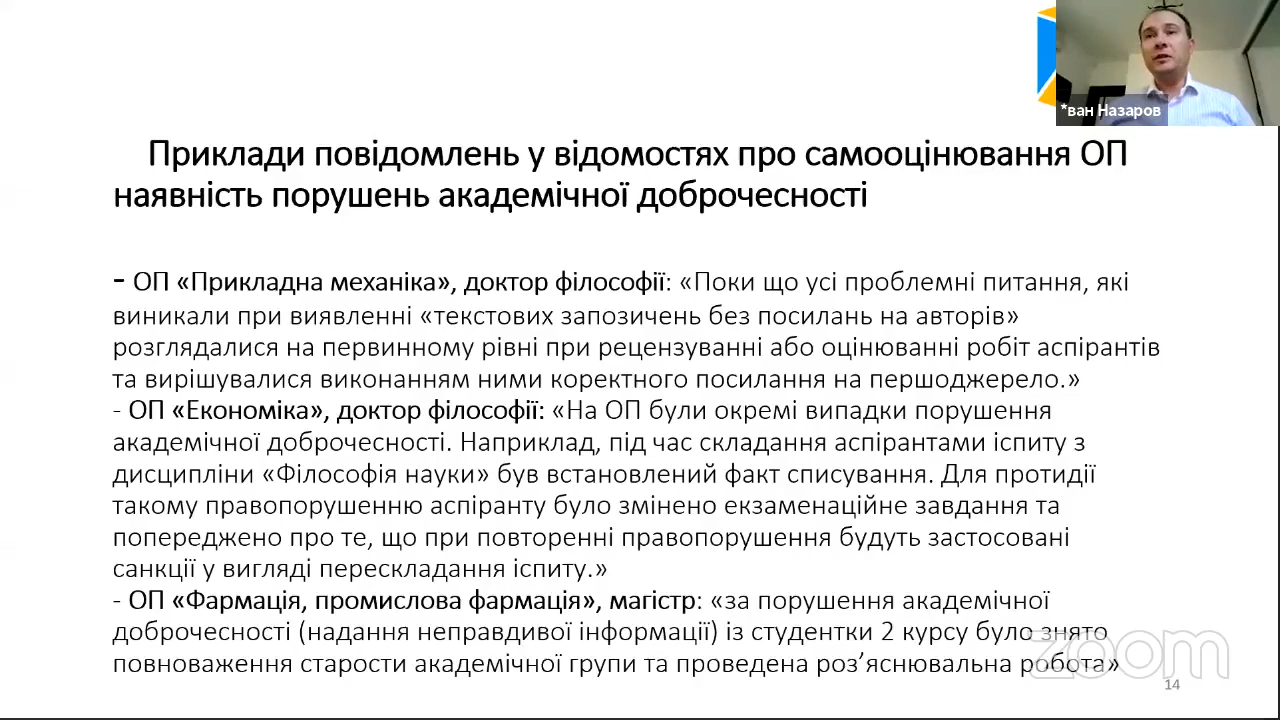 *ван Назаров
Приклади повідомлень у відомостях про самооцінювання ОП
наявність порушень академічної доброчесності
- ОП «Прикладна механіка», доктор філософії: «Поки що усі проблемні питання, які
виникали при виявленні «текстових запозичень без посилань на авторів»
розглядалися на первинному рівні при рецензуванні або оцінюванні робіт аспірантів
та вирішувалися виконанням ними коректного посилання на першоджерело.»
- ОП «Економіка», доктор філософії: «На ОП були окремі випадки порушення
академічної доброчесності. Наприклад, під час складання аспірантами іспиту з
дисципліни «Філософія науки» був встановлений факт списування. Для протидії
такому правопорушенню аспіранту було змінено екзаменаційне завдання та
попереджено про те, що при повторенні правопорушення будуть застосовані
санкції у вигляді перескладання іспиту.»
- ОП «Фармація, промислова фармація», магістр: «за порушення академічної
доброчесності (надання неправдивої інформації) із студентки 2 курсу було знято
повноваження старости академічної групи та проведена роз’яснювальна робота»
zoom
14